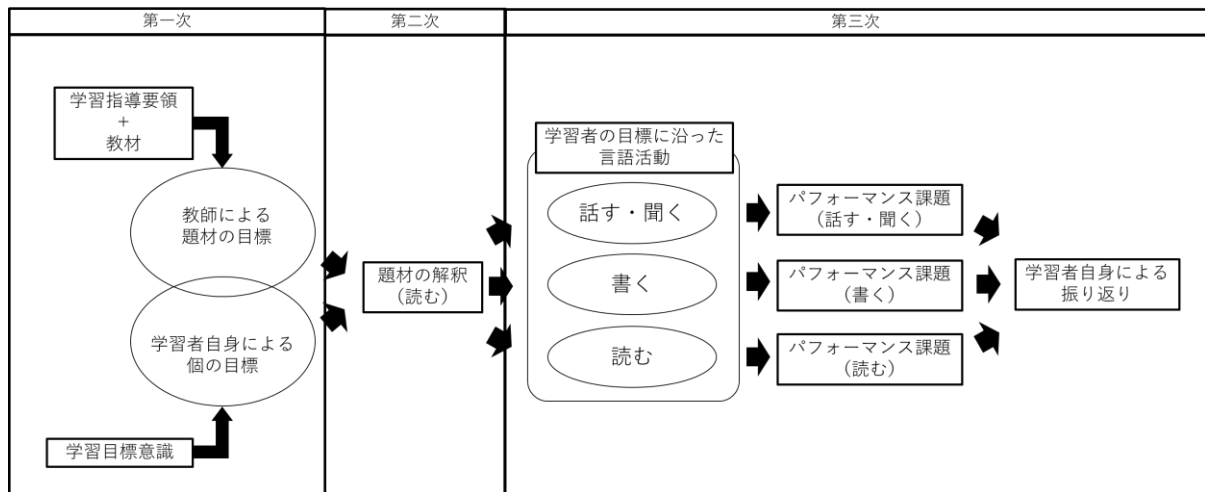 第一次
第二次
第三次
学習指導要領
+
教材
教師による
題材の目標
学習者自身による
個の目標
学習目標意識
題材の解釈
(読む)
学習者の目標に沿った
言語活動
話す・聞く
書く
読む
パフォーマンス課題
(話す・聞く)
パフォーマンス課題
(書く)
パフォーマンス課題
(読む)
学習者自身による
振り返り